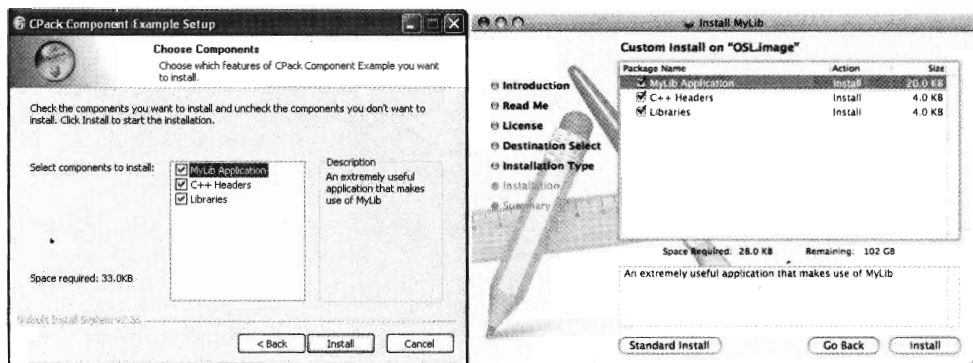 CPack Component Example Setup
Choose Components
Choose which features of CPack Component Example you want
to install.
Check the components you want to install and uncheck the components you don't want to
install. Click Install to start the installation.
Select components to install:
MyLib Application
C++ Headers
Libraries
Description
An extremely useful
application that makes
use of MyLib
Space required: 33.0KB
Nullsoft Install System
< Back
Install
Cancel
Install MyLib
Custom Install on "OSLimage"
Introduction
Read Me
License
Destination Select
Installation Type
Installation
Summary
Package Name Action Size
MyLib Application Install 20.0 KB
C++ Headers Install 4.0 KB
Libraries Install 4.0 KB
Space Required: 28.0 KB Remaining: 102 GB
An extremely useful application that makes use of MyLib
Standard Install
Go Back
Install